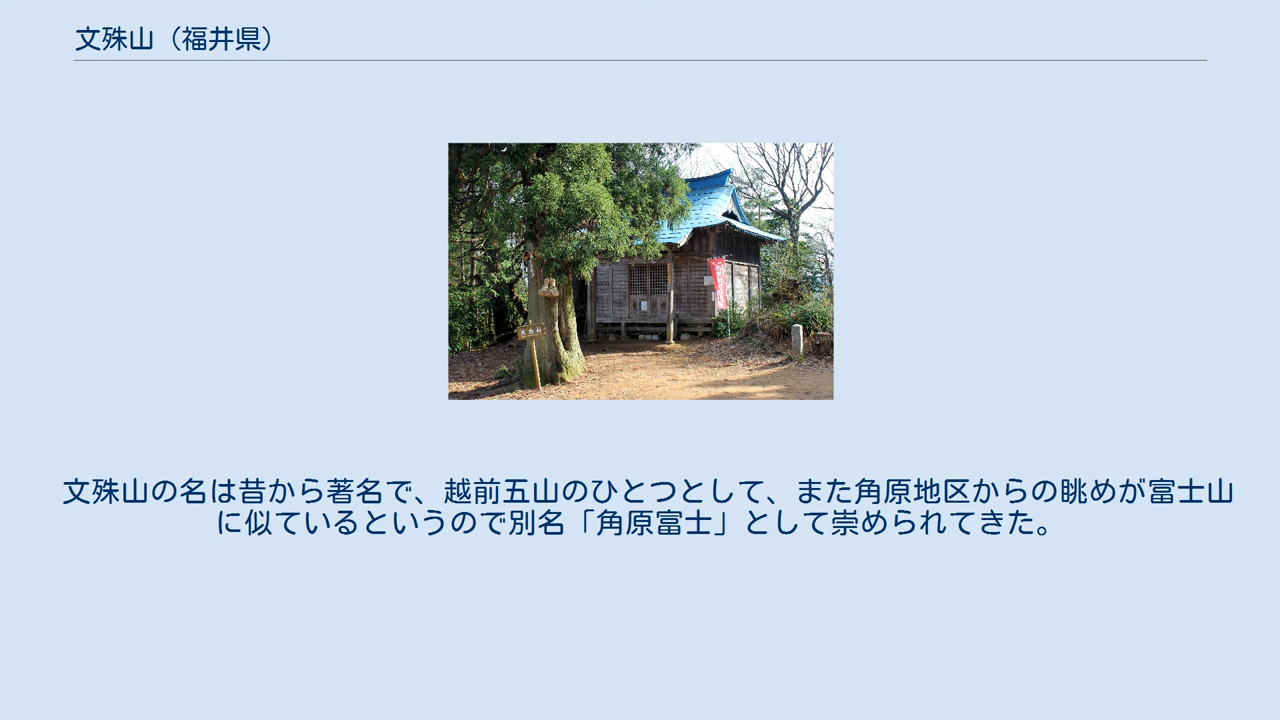 文殊山（福井県）
文殊山の名は昔から著名で、越前五山のひとつとして、また角原地区からの眺めが富士山
に似ているというので別名「角原富士」として崇められてきた。